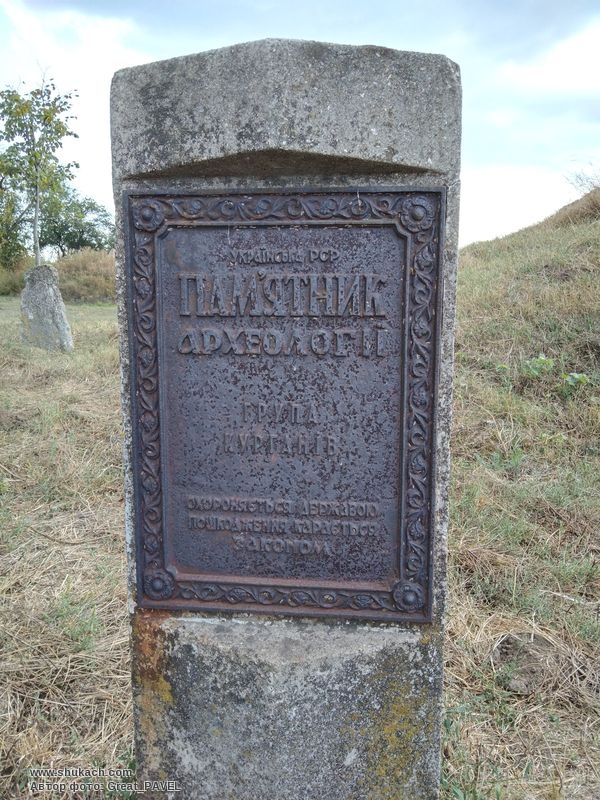 УКРАЇНСЬКА РСР
ПАМ'ЯТНИК
АРХЕОЛОГІЇ
ГРУПА
КУРГАНІВ
ОХОРОНЯЄТЬСЯ ДЕРЖАВОЮ
ПОШКОДЖЕННЯ КАРАЄТЬСЯ
ЗАКОНОМ
www.shukach.com
Автор фото: Great_PAVEL